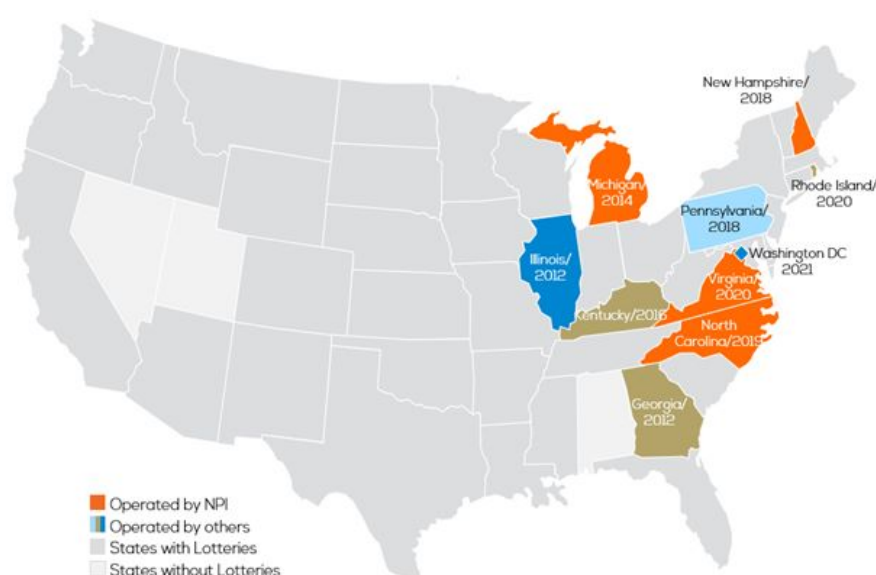 New Hampshire/
2018
Michigan/
2014
Rhode Island/
2020
Pennsylvania/
2018
Washington DC
2021
Illinois/
2012
Virginia/
2020
Kentucky/2016
North
Carolina/2019
Georgia/
2012
Operated by NPI
Operated by others
States with Lotteries
States without Lotteries